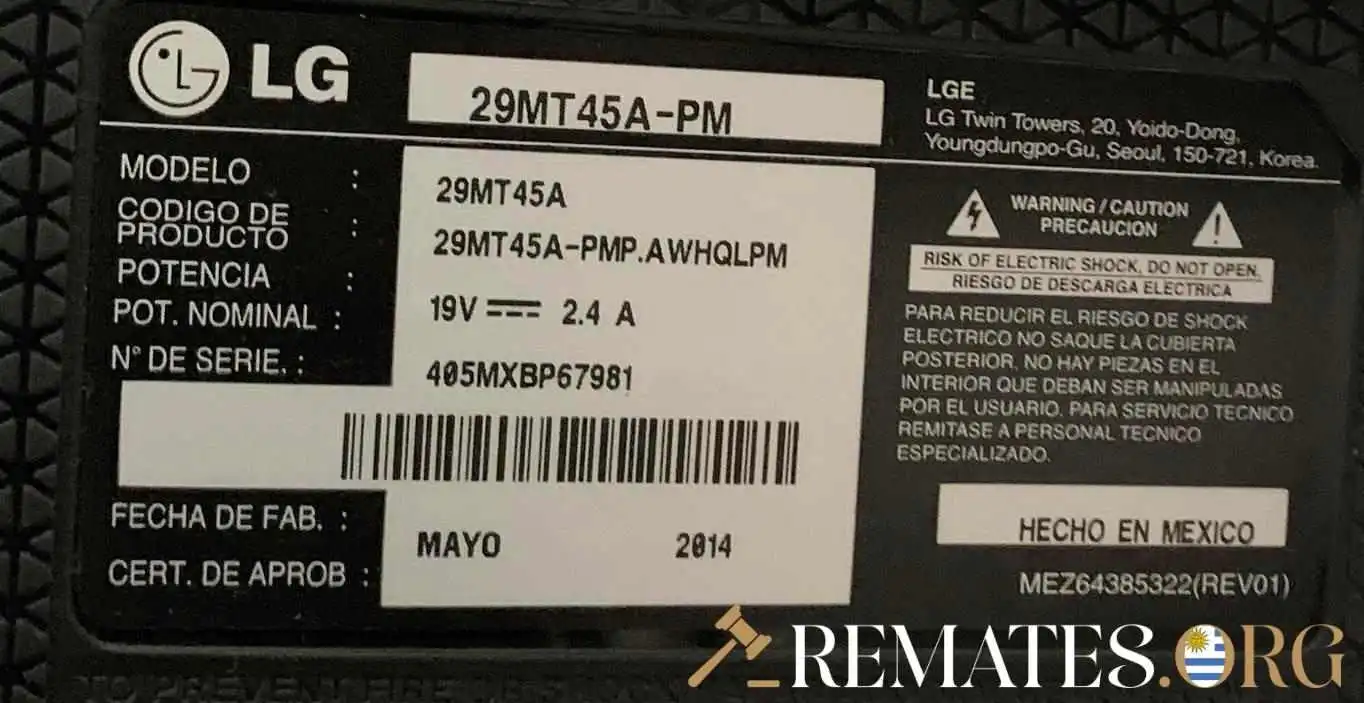 LG
29MT45A-PM
LGE
LG Twin Towers, 20, Yoido-Dong,
Youngdungpo-Gu, Seoul, 150-721, Korea.
MODELO : 29MT45A
CODIGO DE
PRODUCTO : 29MT45A-PMP.AWHQLPM
POTENCIA :
POT. NOMINAL : 19V 2.4 A
N° DE SERIE. : 405MXBP67981
FECHA DE FAB. : MAYO 2014
CERT. DE APROB :
WARNING / CAUTION
PRECAUCION
RISK OF ELECTRIC SHOCK, DO NOT OPEN.
RIESGO DE DESCARGA ELECTRICA
PARA REDUCIR EL RIESGO DE SHOCK
ELECTRICO NO SAQUE LA CUBIERTA
POSTERIOR, NO HAY PIEZAS EN EL
INTERIOR QUE DEBAN SER MANIPULADAS
POR EL USUARIO. PARA SERVICIO TECNICO
REMITASE A PERSONAL TECNICO
ESPECIALIZADO.
HECHO EN MEXICO
MEZ64385322(REV01)
REMATES.ORG
TO PREVENT